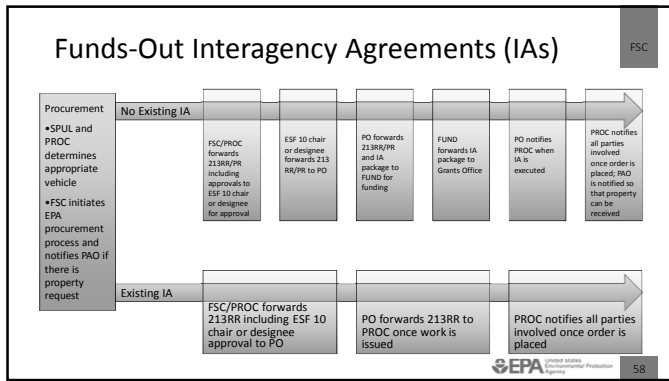 Funds-Out Interagency Agreements (IAs)
FSC
Procurement
•SPUL and
PROC
determines
appropriate
vehicle
•FSC initiates
EPA
procurement
process and
notifies PAO if
there is
property
request
No Existing IA
FSC/PROC
forwards
213RR/PR
including
approvals to
ESF 10 chair
or designee
for approval
ESF 10 chair
or designee
forwards 213
RR/PR to PO
PO forwards
213RR/PR
and IA
package to
FUND for
funding
FUND
forwards IA
package to
Grants Office
PO notifies
PROC when
IA is
executed
PROC notifies
all parties
involved
once order is
placed; PAO
is notified so
that property
can be
received
Existing IA
FSC/PROC forwards
213RR including ESF 10
chair or designee
approval to PO
PO forwards 213RR to
PROC once work is
issued
PROC notifies all parties
involved once order is
placed
EPA
United States
Environmental Protection
Agency
58